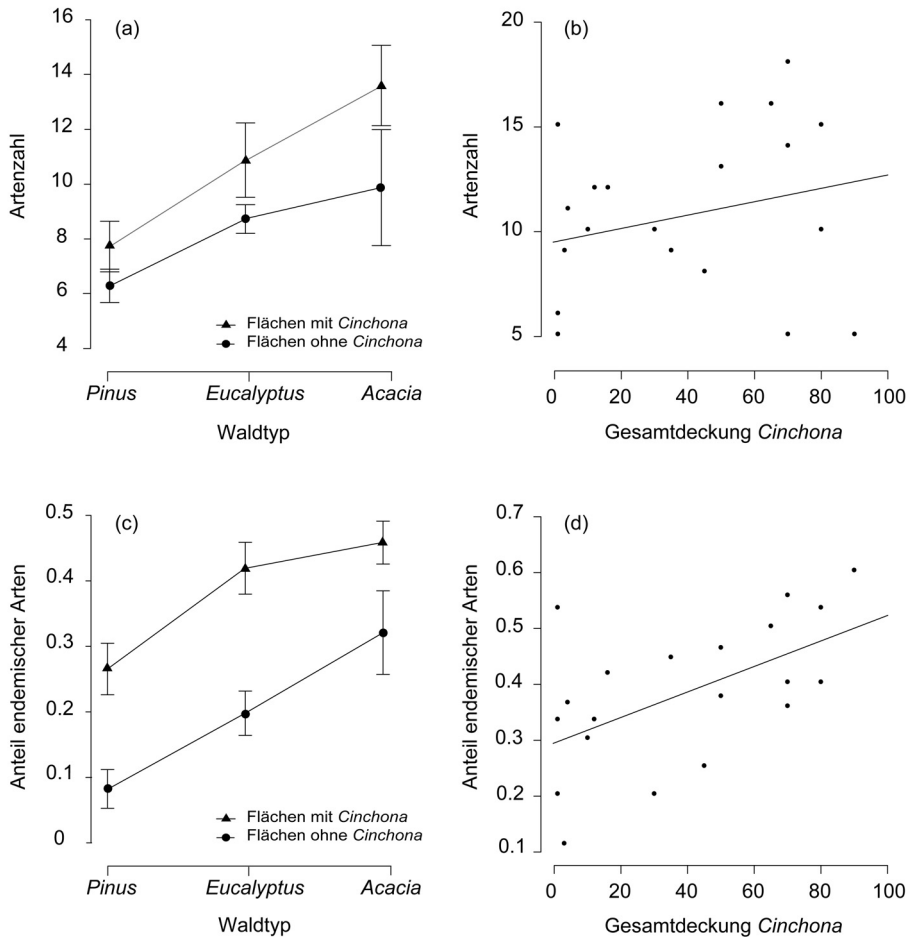 (a)
16
14
12
10
8
6
4
Artenzahl
Flächen mit Cinchona
Flächen ohne Cinchona
Pinus Eucalyptus Acacia
Waldtyp
(b)
20
15
10
5
Artenzahl
0 20 40 60 80 100
Gesamtdeckung Cinchona
(c)
0.5
0.4
0.3
0.2
0.1
0
Anteil endemischer Arten
Flächen mit Cinchona
Flächen ohne Cinchona
Pinus Eucalyptus Acacia
Waldtyp
(d)
0.7
0.6
0.5
0.4
0.3
0.2
0.1
Anteil endemischer Arten
0 20 40 60 80 100
Gesamtdeckung Cinchona